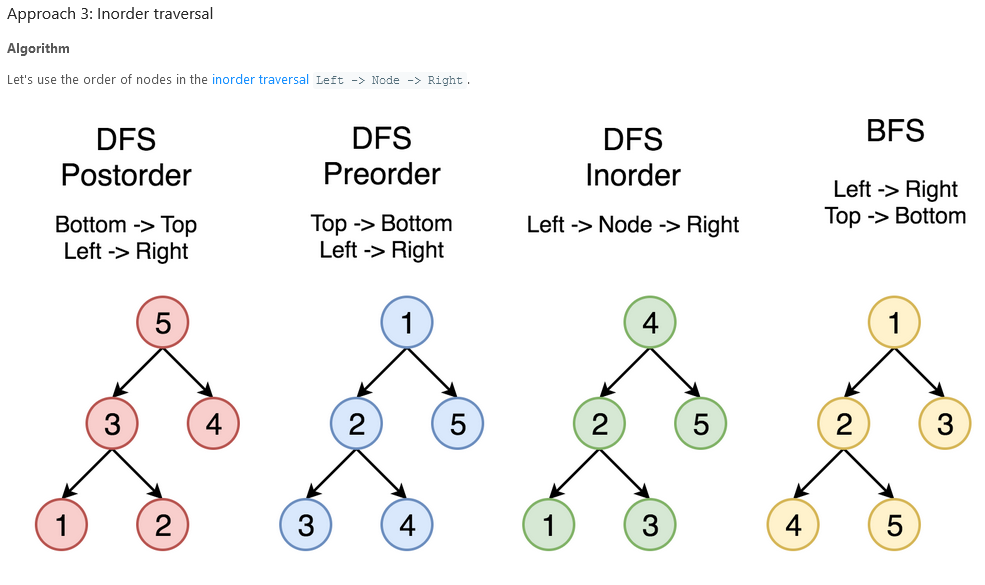 Approach 3: Inorder traversal
Algorithm
Let's use the order of nodes in the inorder traversal Left -> Node -> Right .
DFS
Postorder
Bottom -> Top
Left -> Right
5
3 4
1 2
DFS
Preorder
Top -> Bottom
Left -> Right
1
2 5
3 4
DFS
Inorder
Left -> Node -> Right
4
2 5
1 3
BFS
Left -> Right
Top -> Bottom
1
2 3
4 5